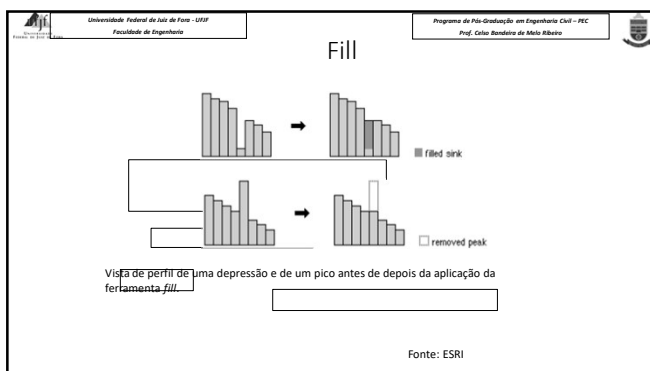 Universidade Federal de Juiz de Fora - UFJF
Faculdade de Engenharia
Programa de Pós-Graduação em Engenharia Civil – PEC
Prof. Celso Bandeira de Melo Ribeiro
Fill
filled sink
removed peak
Vista de perfil de uma depressão e de um pico antes de depois da aplicação da
ferramenta fill.
Fonte: ESRI